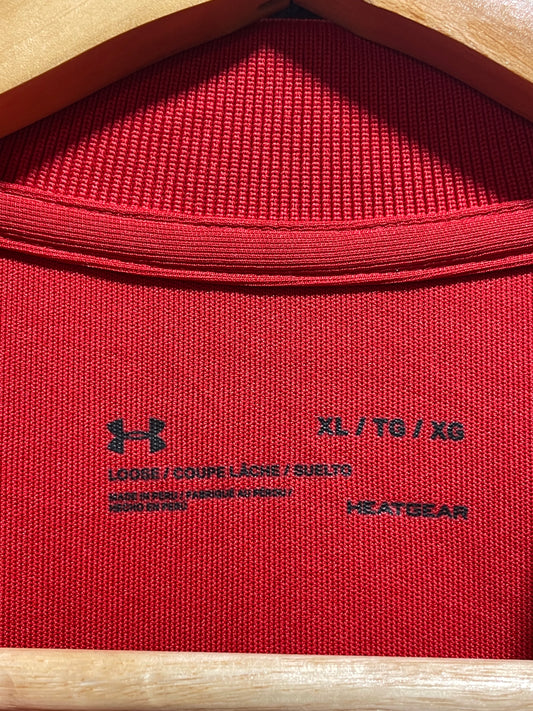 XL / TG / XG
LOOSE / COUPE LÂCHE / SUELTO
MADE IN PERU / FABRIQUÉ AU PÉROU /
HECHO EN PERÚ
HEATGEAR